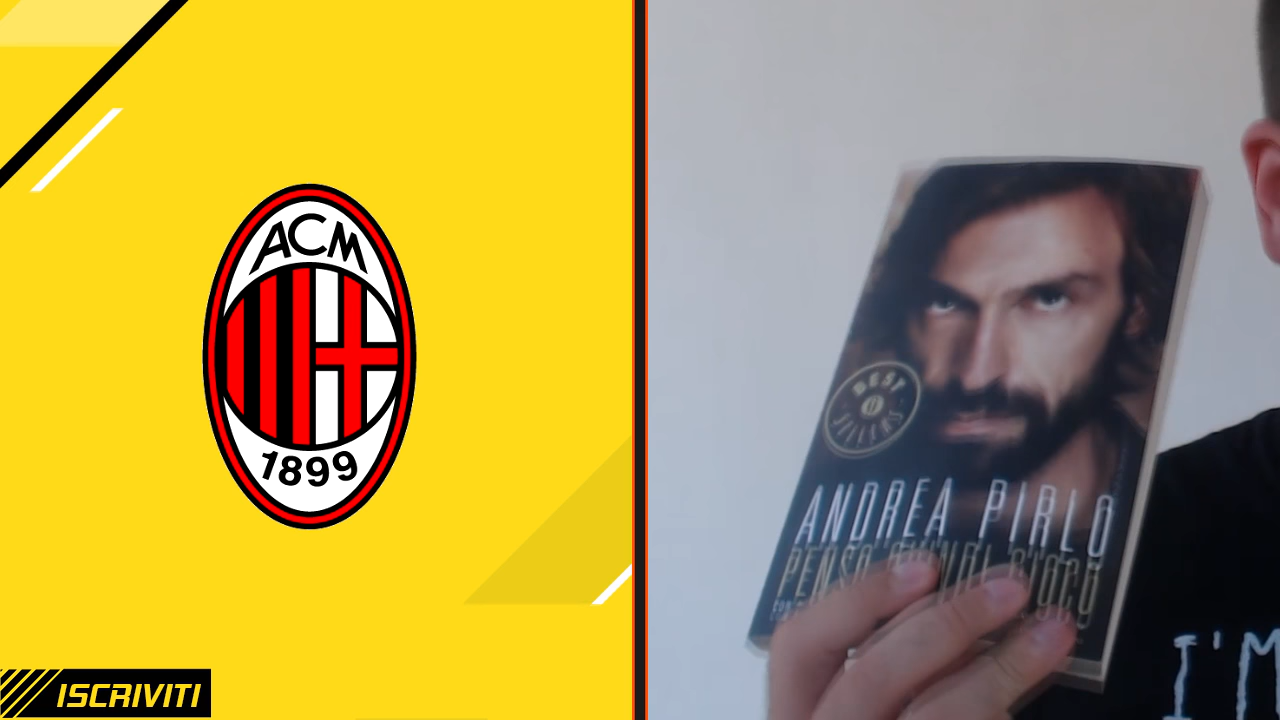 ACM
1899
ISCRIVITI
BEST
SELLERS
ANDREA PIRLO
PENSO QUINDI GIOCO
I'M